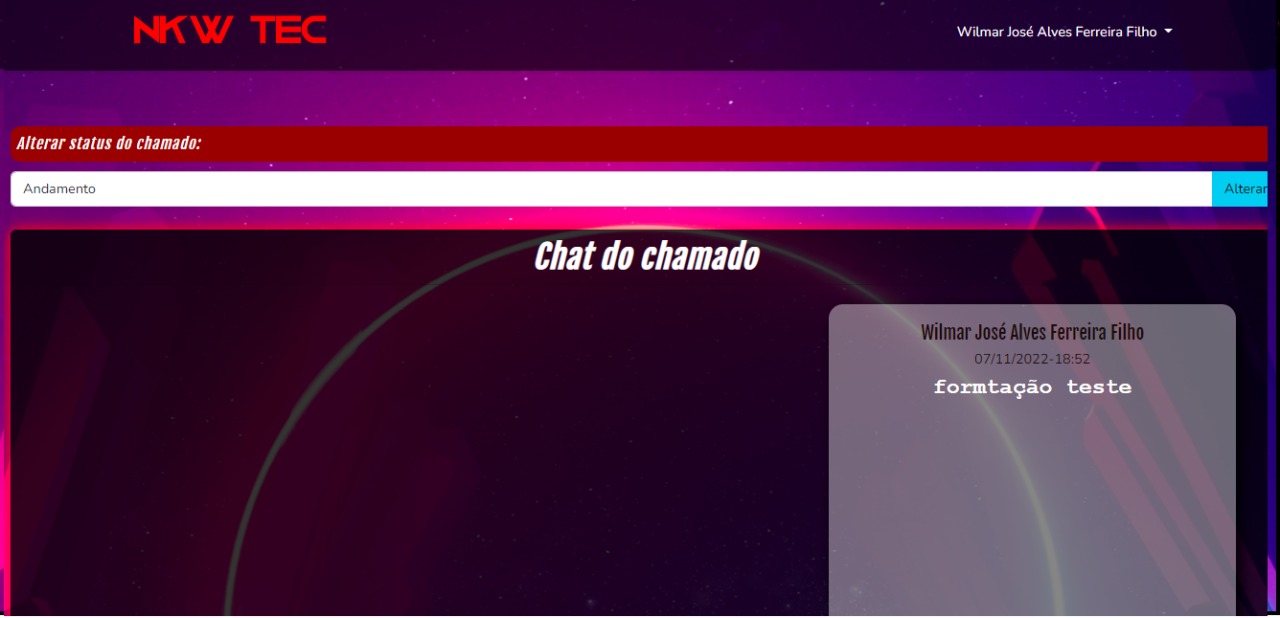 NKW TEC
Wilmar José Alves Ferreira Filho
Alterar status do chamado:
Andamento
Alterar
Chat do chamado
Wilmar José Alves Ferreira Filho
07/11/2022-18:52
formtação teste